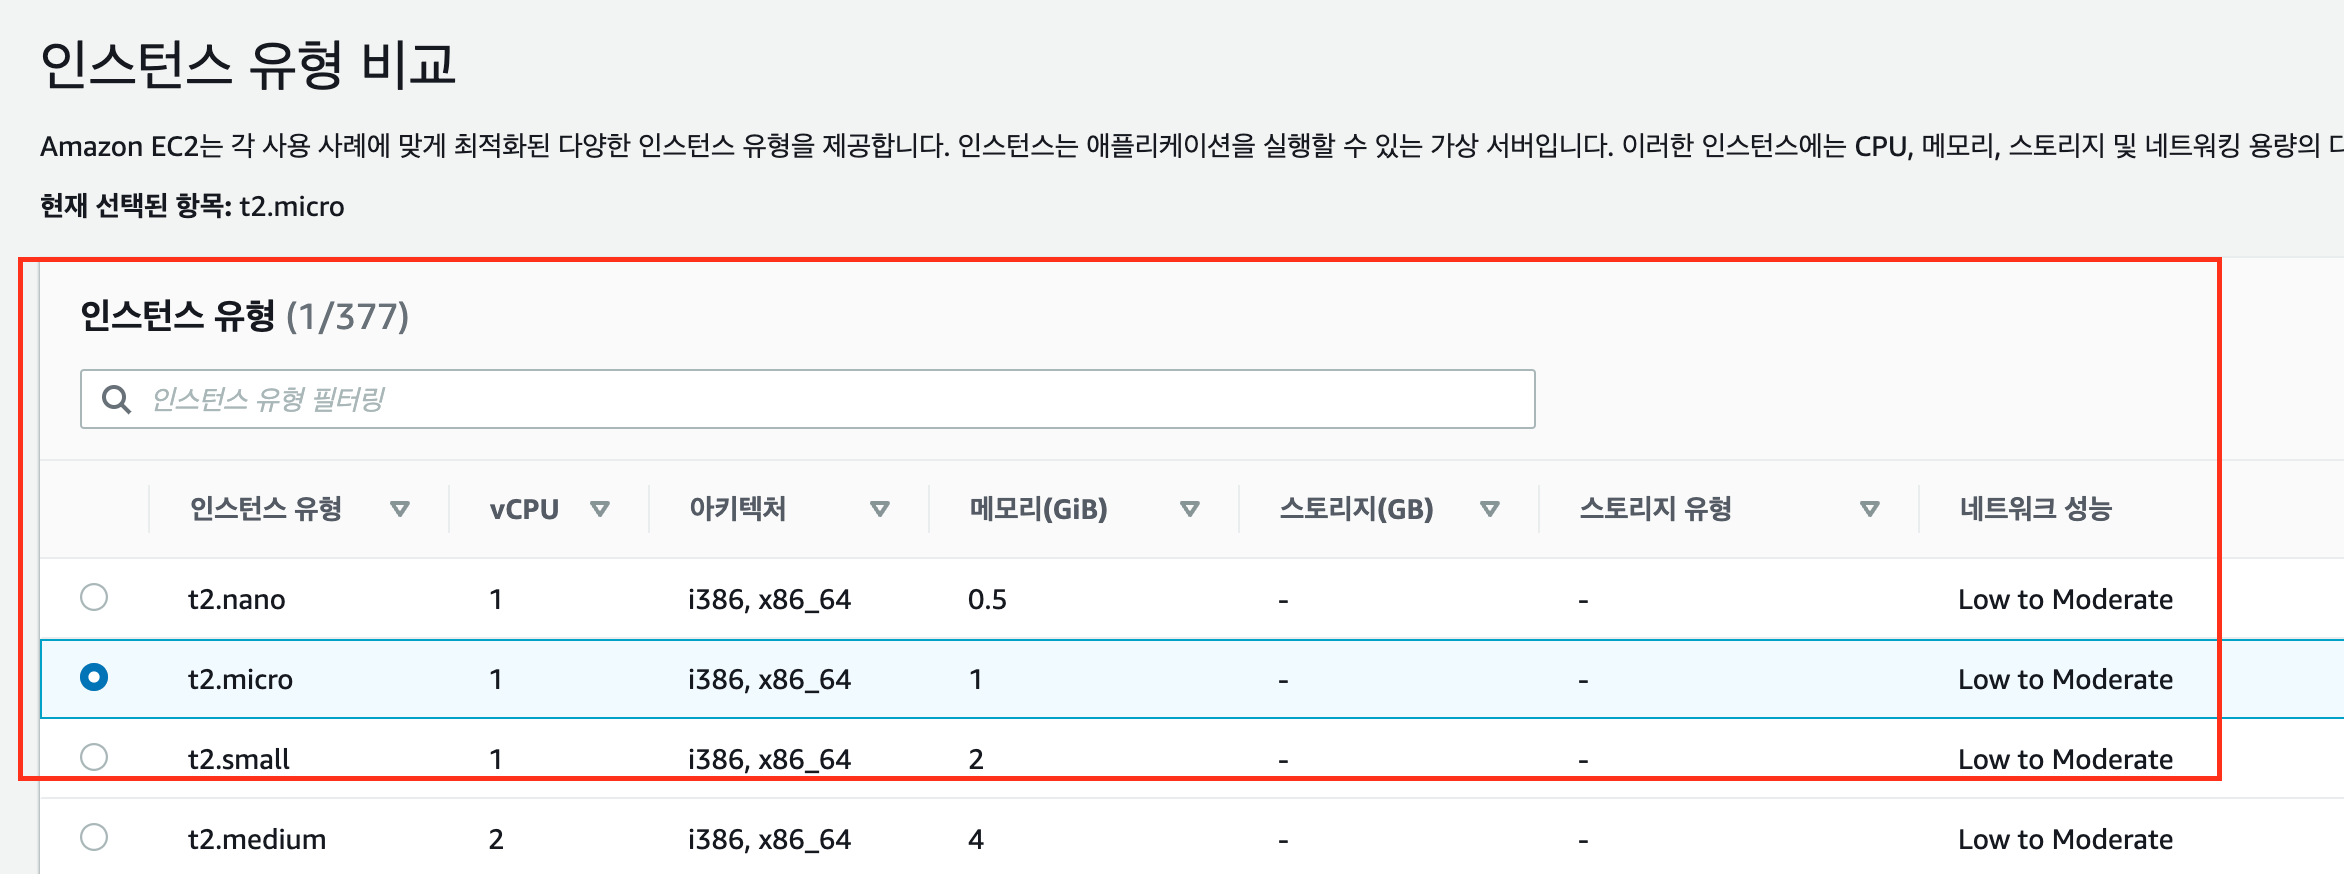 인스턴스 유형 비교
Amazon EC2는 각 사용 사례에 맞게 최적화된 다양한 인스턴스 유형을 제공합니다. 인스턴스는 애플리케이션을 실행할 수 있는 가상 서버입니다. 이러한 인스턴스에는 CPU, 메모리, 스토리지 및 네트워킹 용량의
현재 선택된 항목: t2.micro
인스턴스 유형 (1/377)
인스턴스 유형 필터링
인스턴스 유형 vCPU 아키텍처 메모리(GiB) 스토리지(GB) 스토리지 유형 네트워크 성능
t2.nano 1 i386, x86_64 0.5 - - Low to Moderate
t2.micro 1 i386, x86_64 1 - - Low to Moderate
t2.small 1 i386, x86_64 2 - - Low to Moderate
t2.medium 2 i386, x86_64 4 - - Low to Moderate